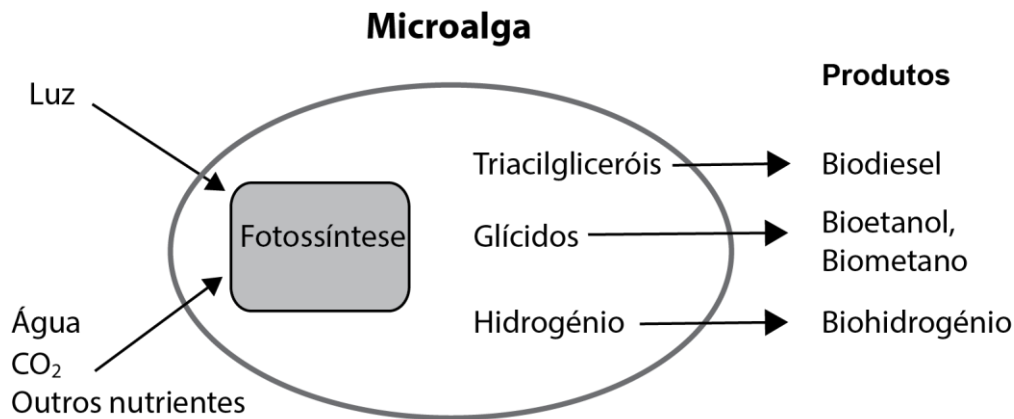 Microalga
Produtos
Luz
Triacilgliceróis
Biodiesel
Fotossíntese
Glícidos
Bioetanol,
Biometano
Hidrogénio
Biohidrogénio
Água
CO₂
Outros nutrientes